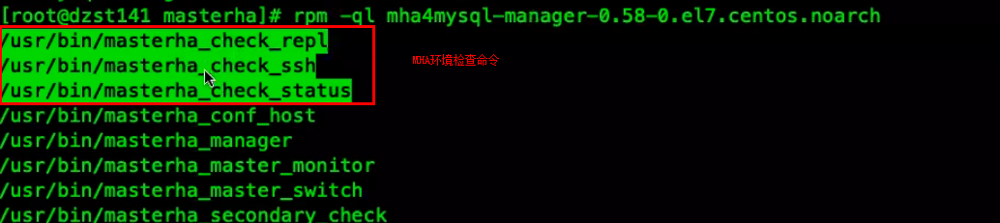 [root@dzst141 masterha]# rpm -ql mha4mysql-manager-0.58-0.el7.centos.noarch
/usr/bin/masterha_check_repl
/usr/bin/masterha_check_ssh
MHA环境检查命令
/usr/bin/masterha_check_status
/usr/bin/masterha_conf_host
/usr/bin/masterha_manager
/usr/bin/masterha_master_monitor
/usr/bin/masterha_master_switch
/usr/bin/masterha_secondary_check